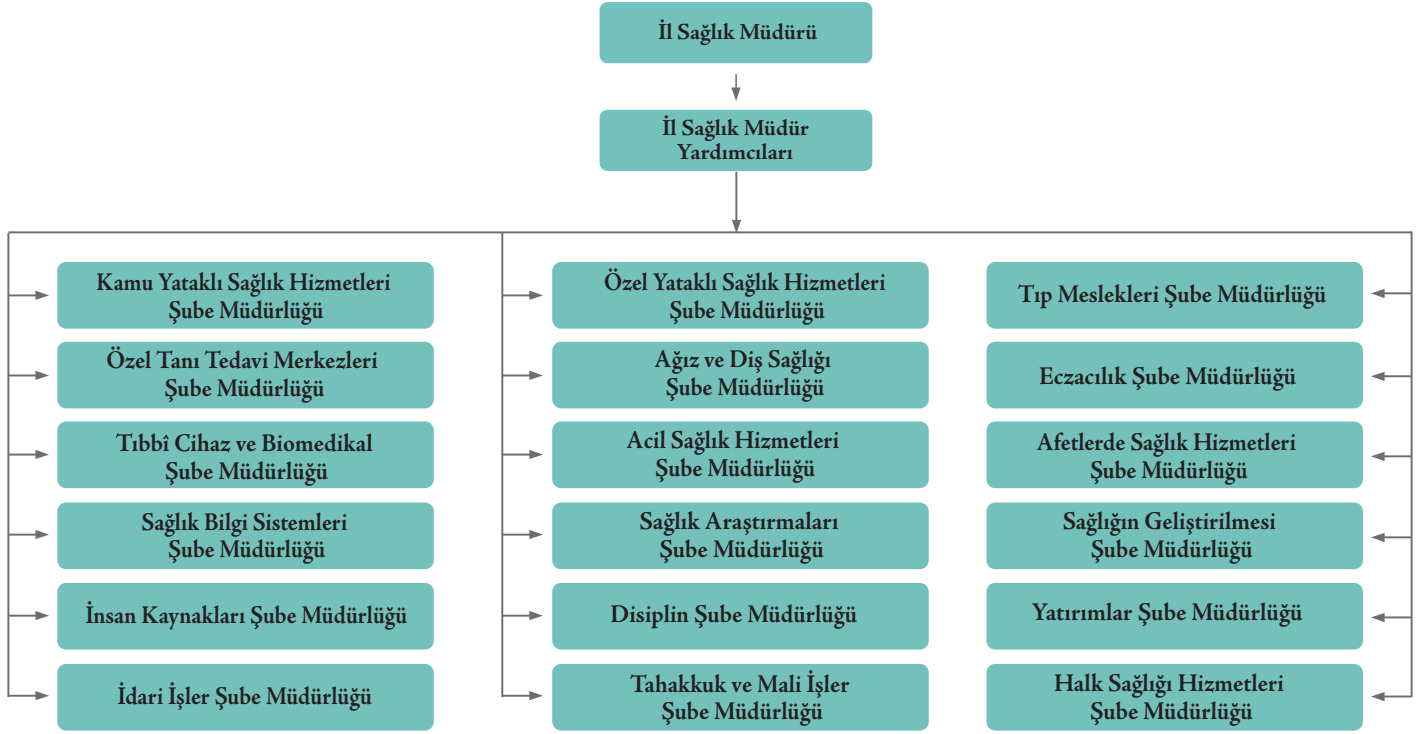 İl Sağlık Müdürü
İl Sağlık Müdür
Yardımcıları
Kamu Yataklı Sağlık Hizmetleri
Şube Müdürlüğü
Özel Yataklı Sağlık Hizmetleri
Şube Müdürlüğü
Tıp Meslekleri Şube Müdürlüğü
Özel Tanı Tedavi Merkezleri
Şube Müdürlüğü
Ağız ve Diş Sağlığı
Şube Müdürlüğü
Eczacılık Şube Müdürlüğü
Tıbbî Cihaz ve Biomedikal
Şube Müdürlüğü
Acil Sağlık Hizmetleri
Şube Müdürlüğü
Afetlerde Sağlık Hizmetleri
Şube Müdürlüğü
Sağlık Bilgi Sistemleri
Şube Müdürlüğü
Sağlık Araştırmaları
Şube Müdürlüğü
Sağlığın Geliştirilmesi
Şube Müdürlüğü
İnsan Kaynakları Şube Müdürlüğü
Disiplin Şube Müdürlüğü
Yatırımlar Şube Müdürlüğü
İdari İşler Şube Müdürlüğü
Tahakkuk ve Mali İşler
Şube Müdürlüğü
Halk Sağlığı Hizmetleri
Şube Müdürlüğü